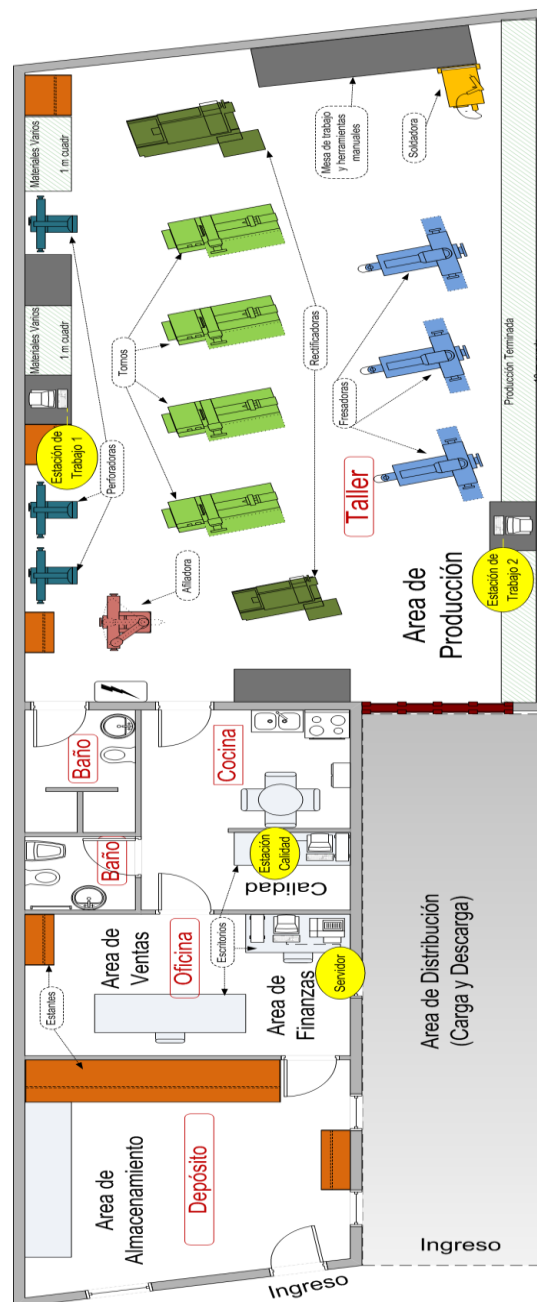 Materiales Varios
1 m cuadr
Mesa de trabajo
y herramientas
manuales
Soldadora
Materiales Varios
1 m cuadr
Tornos
Rectificadoras
Fresadoras
Producción Terminada
Estación de
Trabajo 1
Perforadoras
Taller
Afiladora
Area de
Producción
Estación de
Trabajo 2
Baño
Cocina
Baño
Estación
Calidad
Calidad
Estantes
Area de
Ventas
Oficina
Escritorios
Area de
Finanzas
Servidor
Area de Distribución
(Carga y Descarga)
Area de
Almacenamiento
Depósito
Ingreso
Ingreso